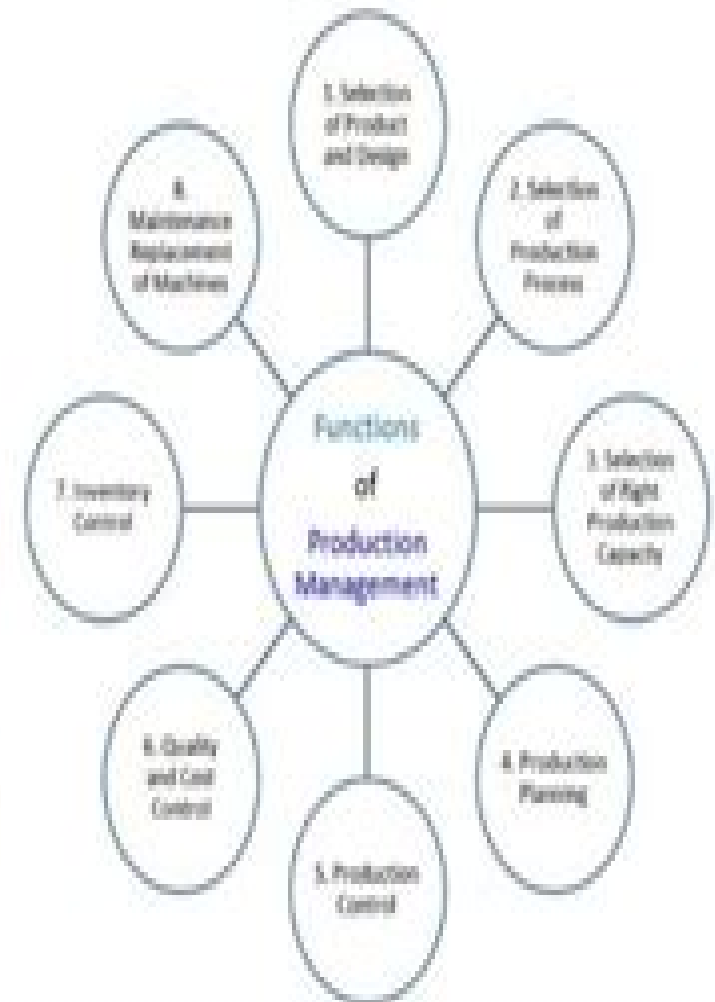 Functions
of
Production
Management
1. Selection
of Product
and Design
2. Selection
of
Production
Process
3. Selection
of Right
Production
Capacity
4. Production
Planning
5. Production
Control
6. Quality
and Cost
Control
7. Inventory
Control
8.
Maintenance
Replacement
of Machines